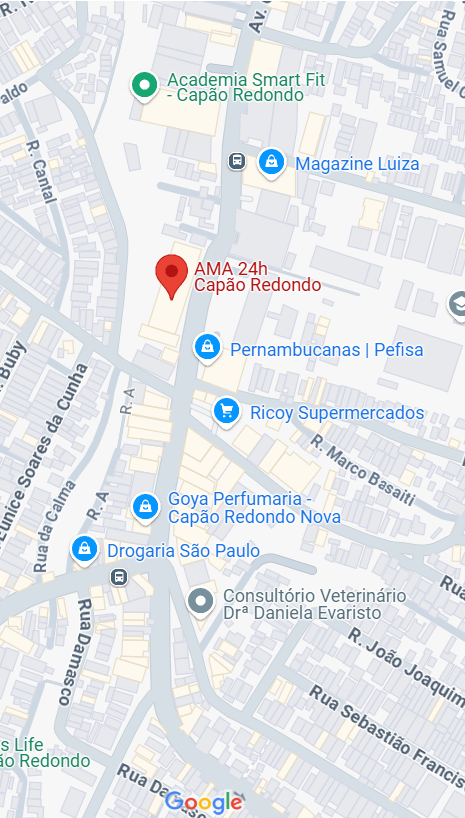 Av.
Rua Samuel
aldo
Academia Smart Fit
- Capão Redondo
R. Cantal
Magazine Luiza
AMA 24h
Capão Redondo
Pernambucanas | Pefisa
Buby
R. A
Eunice Soares da Cunha
Ricoy Supermercados
R. Marco Basaiti
Rua da Calma
R. A
Goya Perfumaria -
Capão Redondo Nova
Drogaria São Paulo
Rua
Consultório Veterinário
Drª Daniela Evaristo
Rua Damasco
R. João Joaquim
Rua Sebastião Francis
s Life
ão Redondo
Rua Da
Google